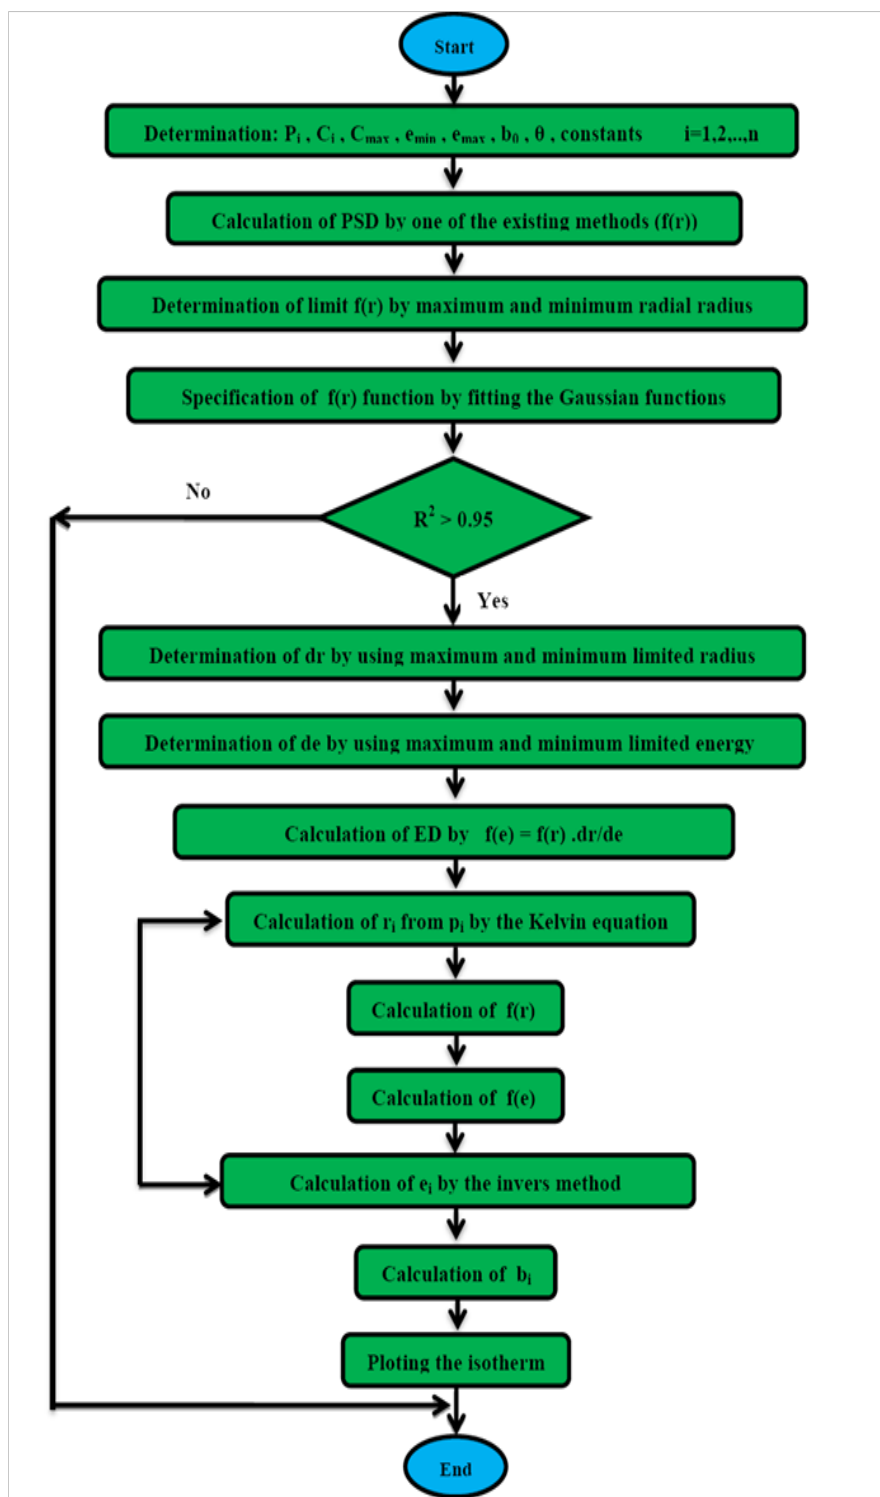 Start
Determination: Pi , Ci , Cmax , emin , emax , b0 , θ , constants i=1,2,..,n
Calculation of PSD by one of the existing methods (f(r))
Determination of limit f(r) by maximum and minimum radial radius
Specification of f(r) function by fitting the Gaussian functions
No
R² > 0.95
Yes
Determination of dr by using maximum and minimum limited radius
Determination of de by using maximum and minimum limited energy
Calculation of ED by f(e) = f(r) .dr/de
Calculation of ri from pi by the Kelvin equation
Calculation of f(r)
Calculation of f(e)
Calculation of ei by the invers method
Calculation of bi
Ploting the isotherm
End